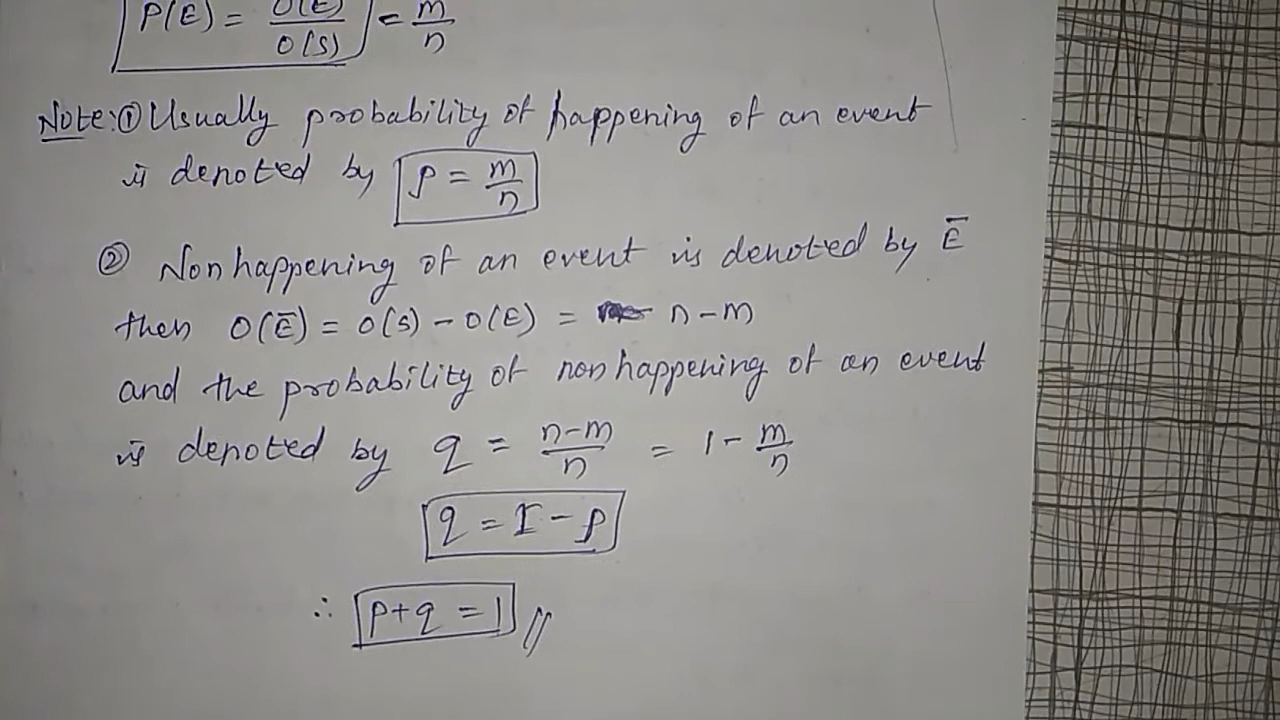 P(E) = O(E)/O(S) = m/n
Note: ① Usually probability of happening of an event
is denoted by p = m/n
② Non happening of an event is denoted by Ē
then O(Ē) = O(S) - O(E) = n-m
and the probability of non happening of an event
is denoted by q = n-m/n = 1 - m/n
q = 1 - p
∴ p+q = 1 //